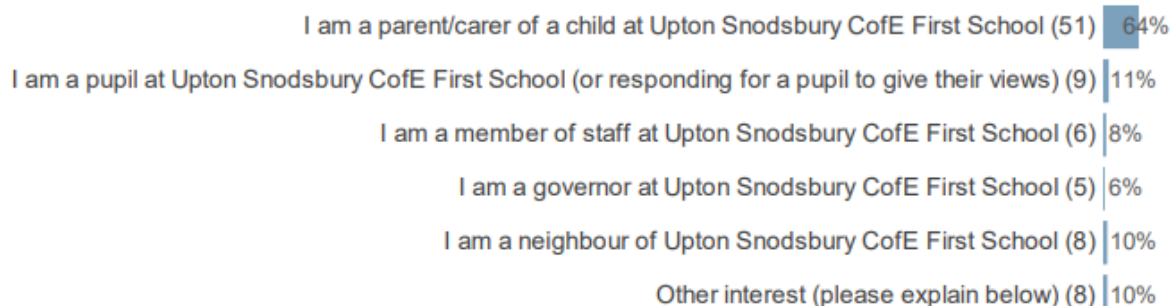 I am a parent/carer of a child at Upton Snodsbury CofE First School (51) 64%
I am a pupil at Upton Snodsbury CofE First School (or responding for a pupil to give their views) (9) 11%
I am a member of staff at Upton Snodsbury CofE First School (6) 8%
I am a governor at Upton Snodsbury CofE First School (5) 6%
I am a neighbour of Upton Snodsbury CofE First School (8) 10%
Other interest (please explain below) (8) 10%